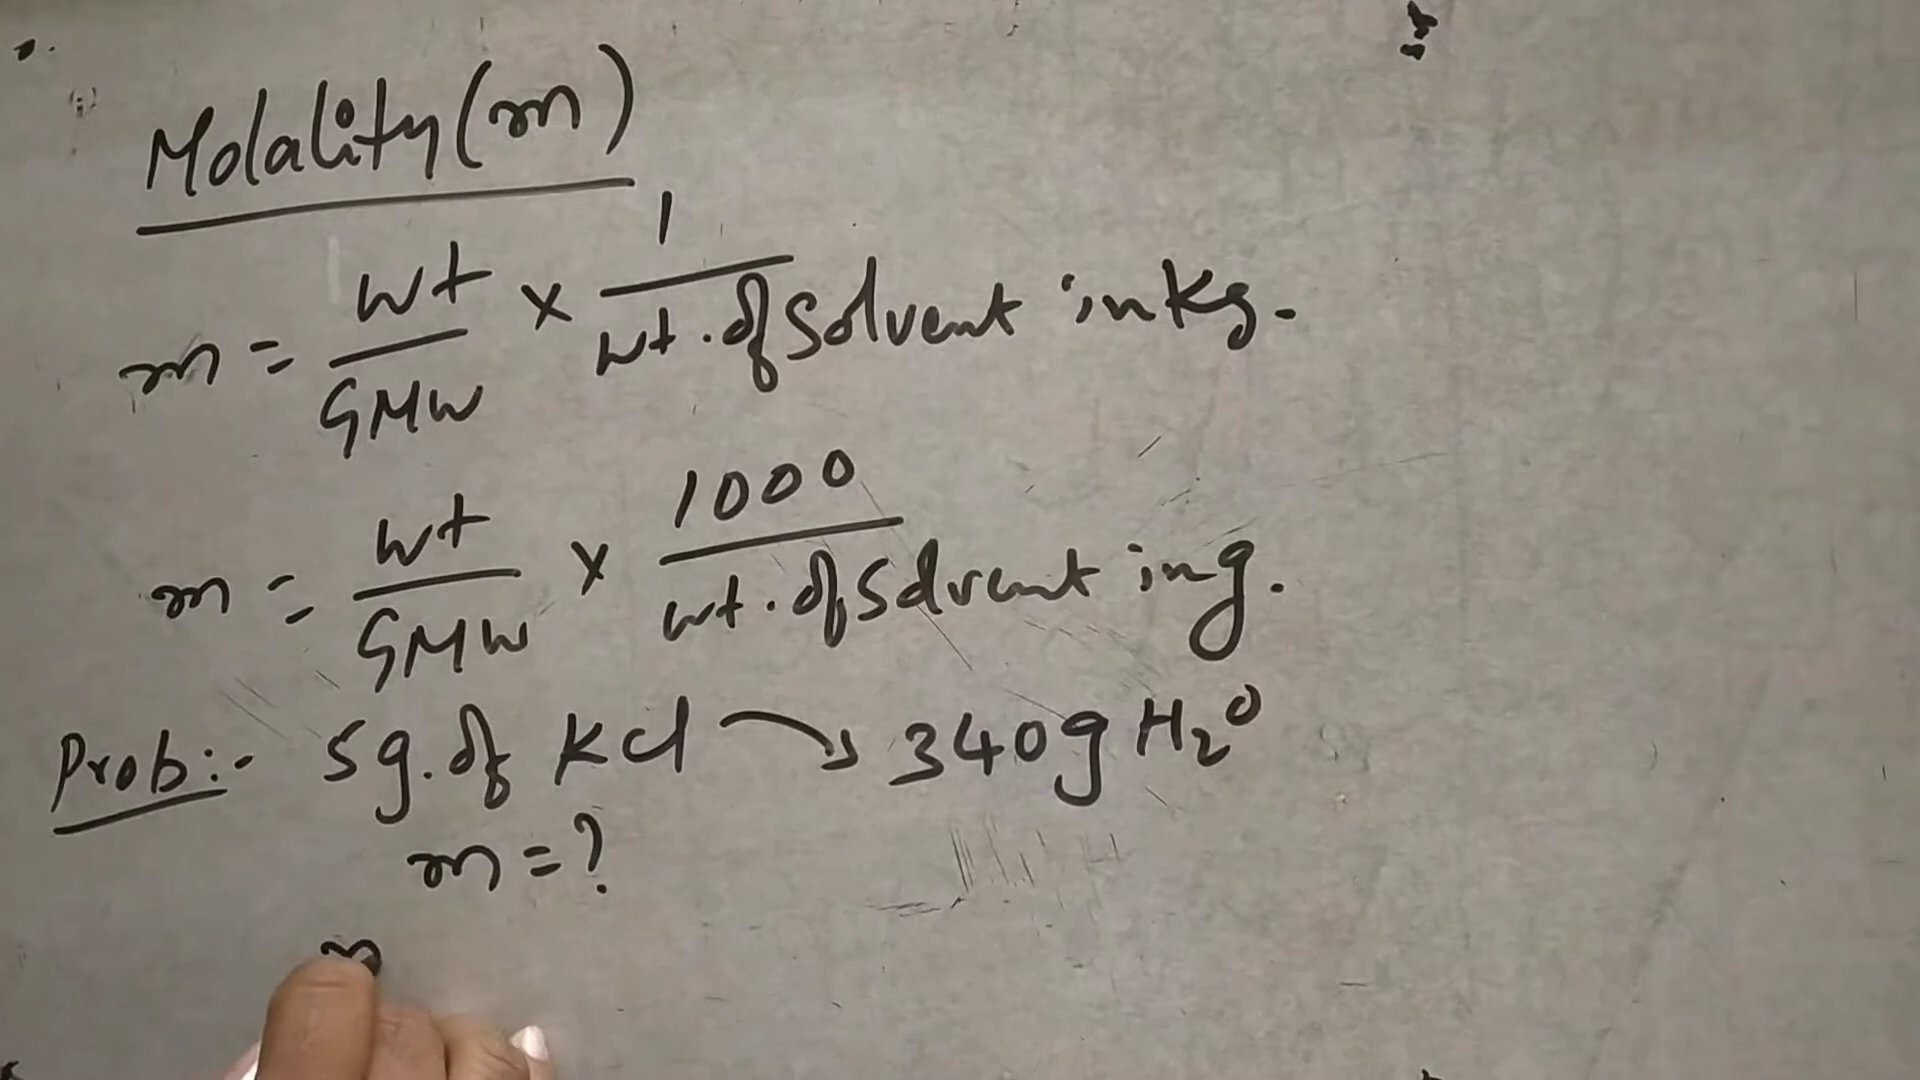 Molality (m)
m = wt/GMW × 1/wt. of solvent in Kg.
m = wt/GMW × 1000/wt. of solvent in g.
Prob:- 5g. of KCl → 340g H₂O
m = ?
m